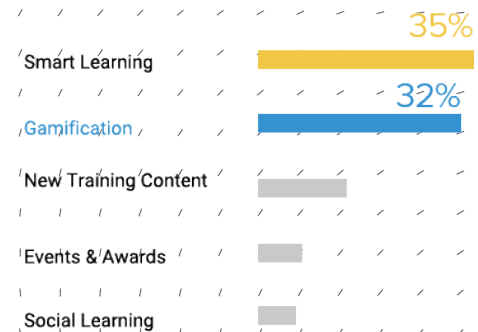 35%
Smart Learning
32%
Gamification
New Training Content
Events & Awards
Social Learning